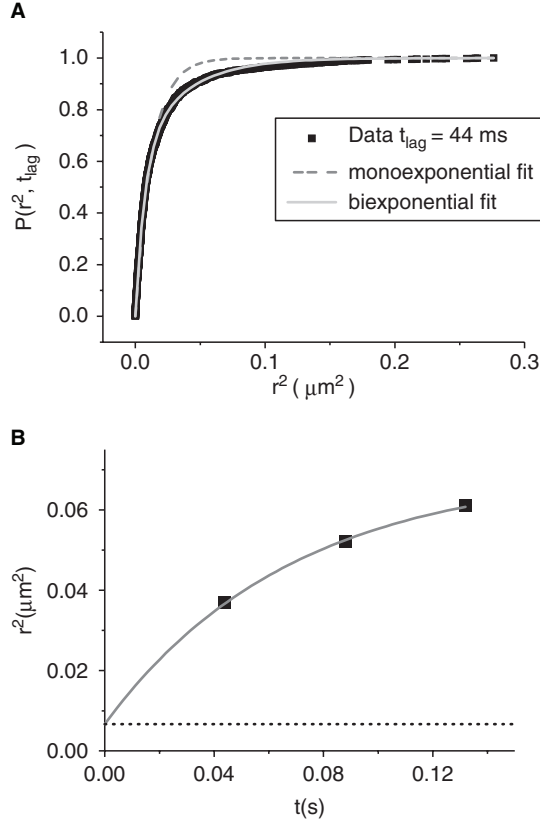 A
1.0
0.8
0.6
0.4
0.2
0.0
P(r², t_lag)
Data t_lag = 44 ms
monoexponential fit
biexponential fit
0.0 0.1 0.2 0.3
r² ( μm²)
B
0.06
0.04
0.02
0.00
r²(μm²)
0.00 0.04 0.08 0.12
t(s)